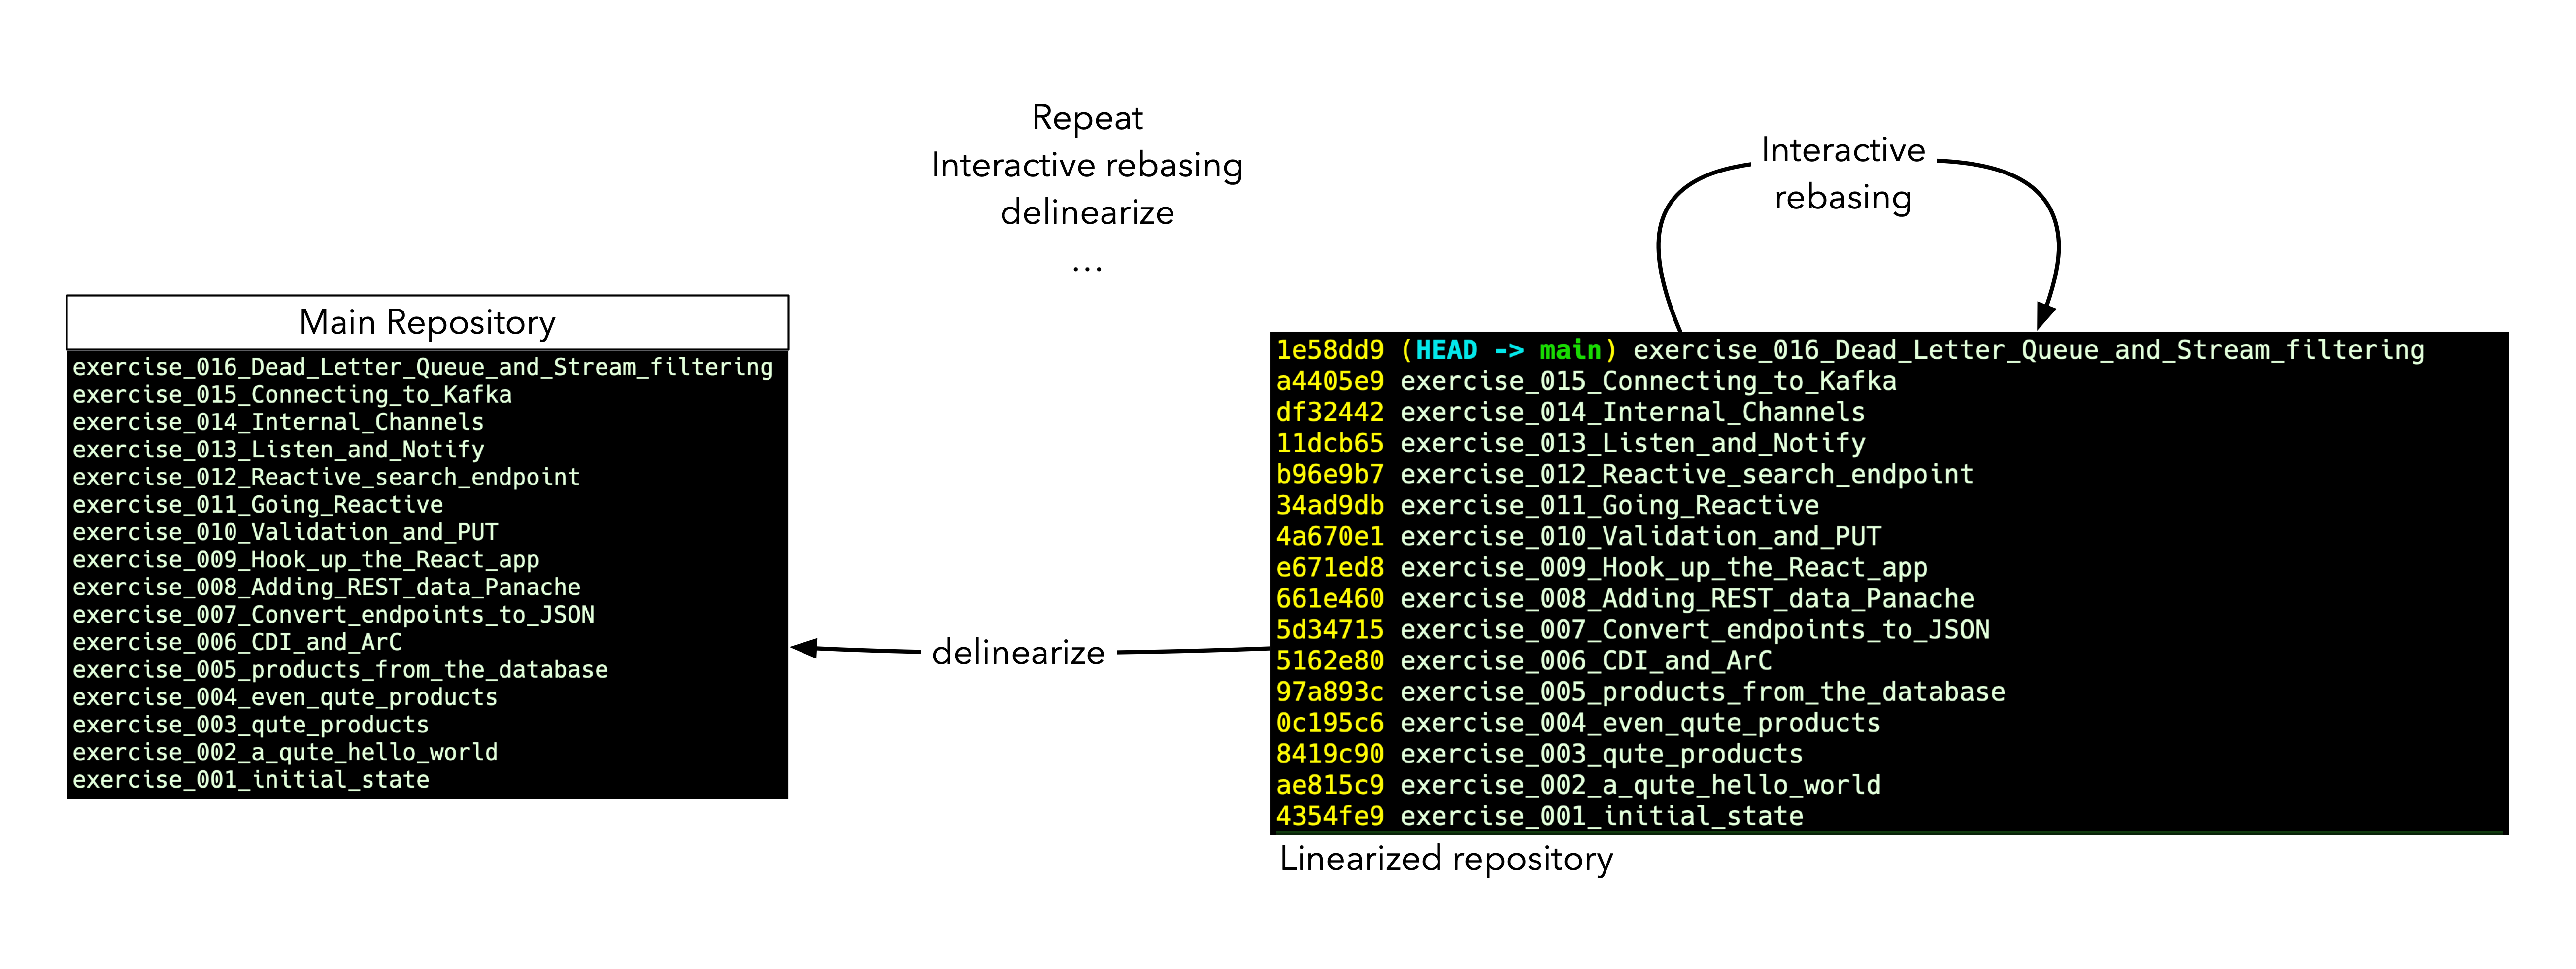 Repeat
Interactive rebasing
delinearize
...
Interactive
rebasing
Main Repository
exercise_016_Dead_Letter_Queue_and_Stream_filtering
exercise_015_Connecting_to_Kafka
exercise_014_Internal_Channels
exercise_013_Listen_and_Notify
exercise_012_Reactive_search_endpoint
exercise_011_Going_Reactive
exercise_010_Validation_and_PUT
exercise_009_Hook_up_the_React_app
exercise_008_Adding_REST_data_Panache
exercise_007_Convert_endpoints_to_JSON
exercise_006_CDI_and_ArC
exercise_005_products_from_the_database
exercise_004_even_qute_products
exercise_003_qute_products
exercise_002_a_qute_hello_world
exercise_001_initial_state
delinearize
1e58dd9 (HEAD -> main) exercise_016_Dead_Letter_Queue_and_Stream_filtering
a4405e9 exercise_015_Connecting_to_Kafka
df32442 exercise_014_Internal_Channels
11dcb65 exercise_013_Listen_and_Notify
b96e9b7 exercise_012_Reactive_search_endpoint
34ad9db exercise_011_Going_Reactive
4a670e1 exercise_010_Validation_and_PUT
e671ed8 exercise_009_Hook_up_the_React_app
661e460 exercise_008_Adding_REST_data_Panache
5d34715 exercise_007_Convert_endpoints_to_JSON
5162e80 exercise_006_CDI_and_ArC
97a893c exercise_005_products_from_the_database
0c195c6 exercise_004_even_qute_products
8419c90 exercise_003_qute_products
ae815c9 exercise_002_a_qute_hello_world
4354fe9 exercise_001_initial_state
Linearized repository